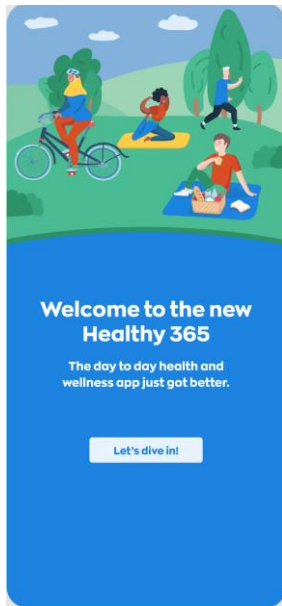 Welcome to the new
Healthy 365
The day to day health and
wellness app just got better.
Let's dive in!